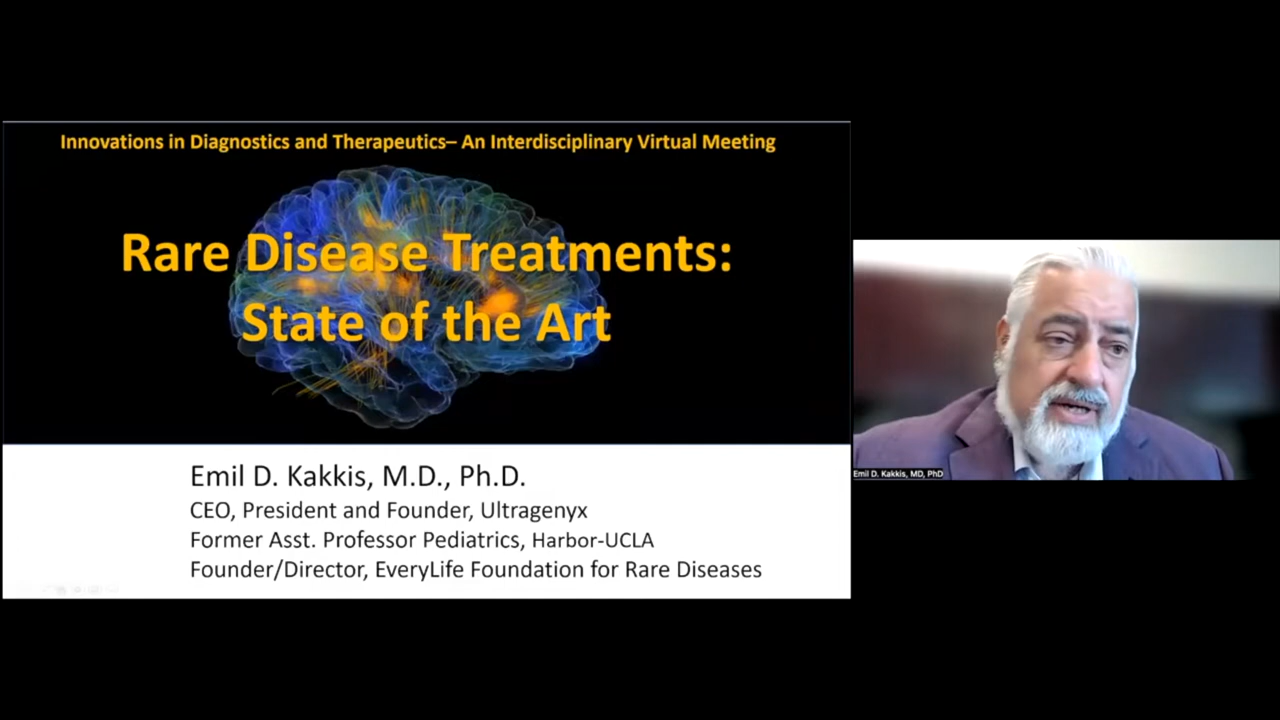 Innovations in Diagnostics and Therapeutics– An Interdisciplinary Virtual Meeting
Rare Disease Treatments:
State of the Art
Emil D. Kakkis, M.D., Ph.D.
CEO, President and Founder, Ultragenyx
Former Asst. Professor Pediatrics, Harbor-UCLA
Founder/Director, EveryLife Foundation for Rare Diseases
Emil D. Kakkis, MD, PhD